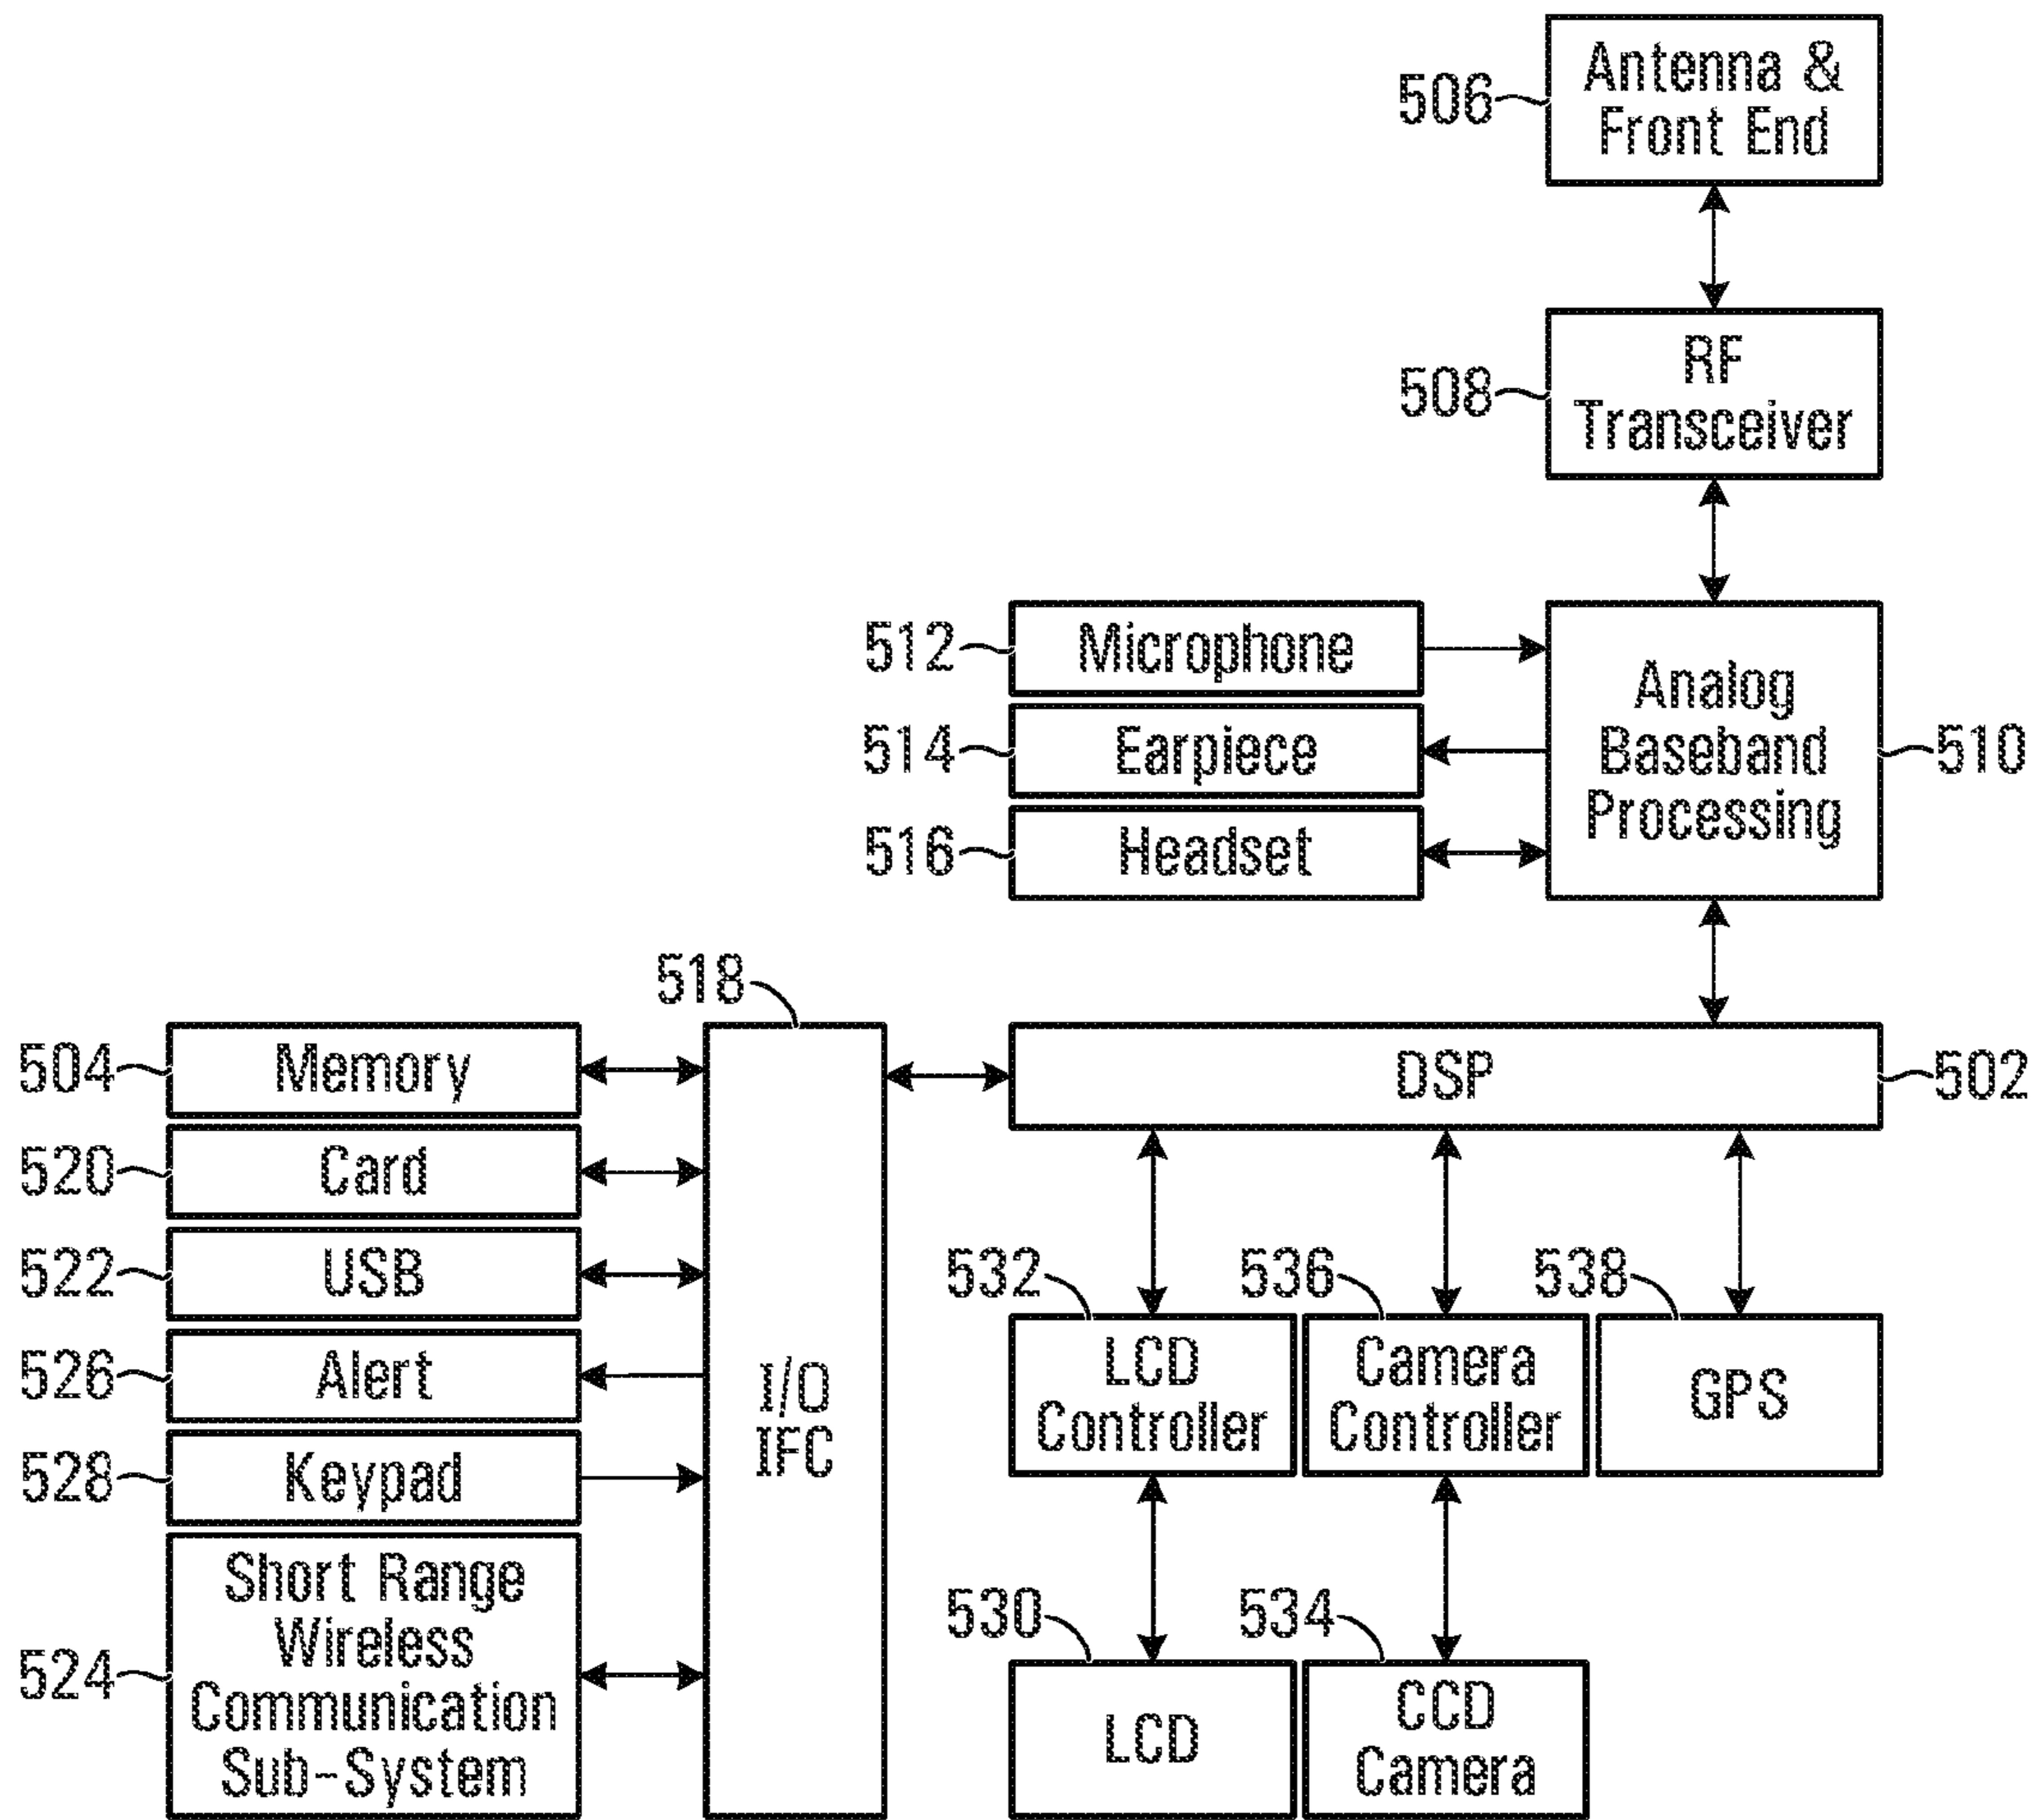 506
Antenna &
Front End
508
RF
Transceiver
512
Microphone
514
Earpiece
516
Headset
Analog
Baseband
Processing
510
518
504
Memory
520
Card
522
USB
526
Alert
528
Keypad
524
Short Range
Wireless
Communication
Sub-System
I/O
IFC
DSP
502
532
LCD
Controller
536
Camera
Controller
538
GPS
530
LCD
534
CCD
Camera